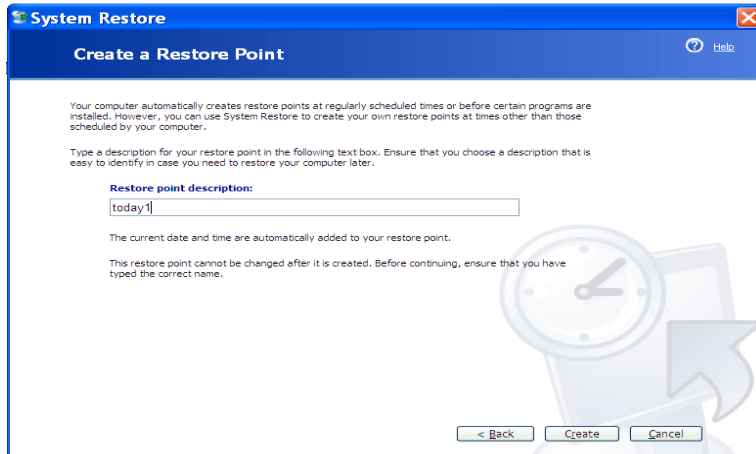 System Restore
Create a Restore Point
Help
Your computer automatically creates restore points at regularly scheduled times or before certain programs are
installed. However, you can use System Restore to create your own restore points at times other than those
scheduled by your computer.
Type a description for your restore point in the following text box. Ensure that you choose a description that is
easy to identify in case you need to restore your computer later.
Restore point description:
today1
The current date and time are automatically added to your restore point.
This restore point cannot be changed after it is created. Before continuing, ensure that you have
typed the correct name.
< Back Create Cancel